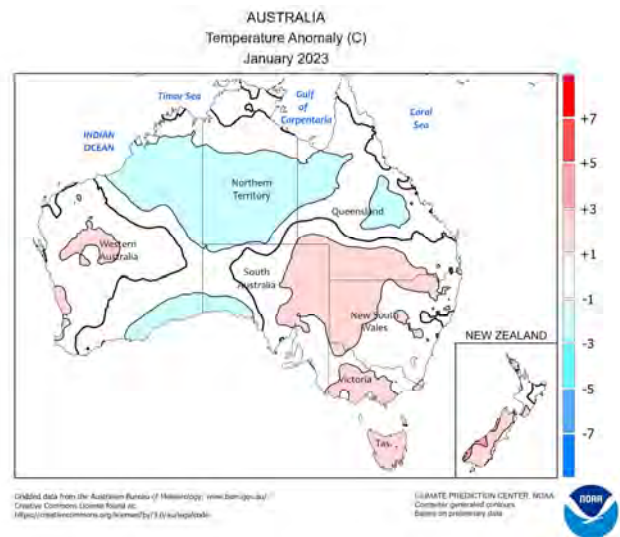 AUSTRALIA
Temperature Anomaly (C)
January 2023
Timor Sea
Gulf
of
Carpentaria
Coral
Sea
INDIAN
OCEAN
Northern
Territory
Queensland
Western
Australia
South
Australia
New South
Wales
Victoria
Tas.
NEW ZEALAND
+7
+5
+3
+1
-1
-3
-5
-7
Gridded data from the Australian Bureau of Meteorology; www.bom.gov.au/
Creative Commons License found at:
CLIMATE PREDICTION CENTER, NOAA
Computer generated contours
Based on preliminary data
NOAA